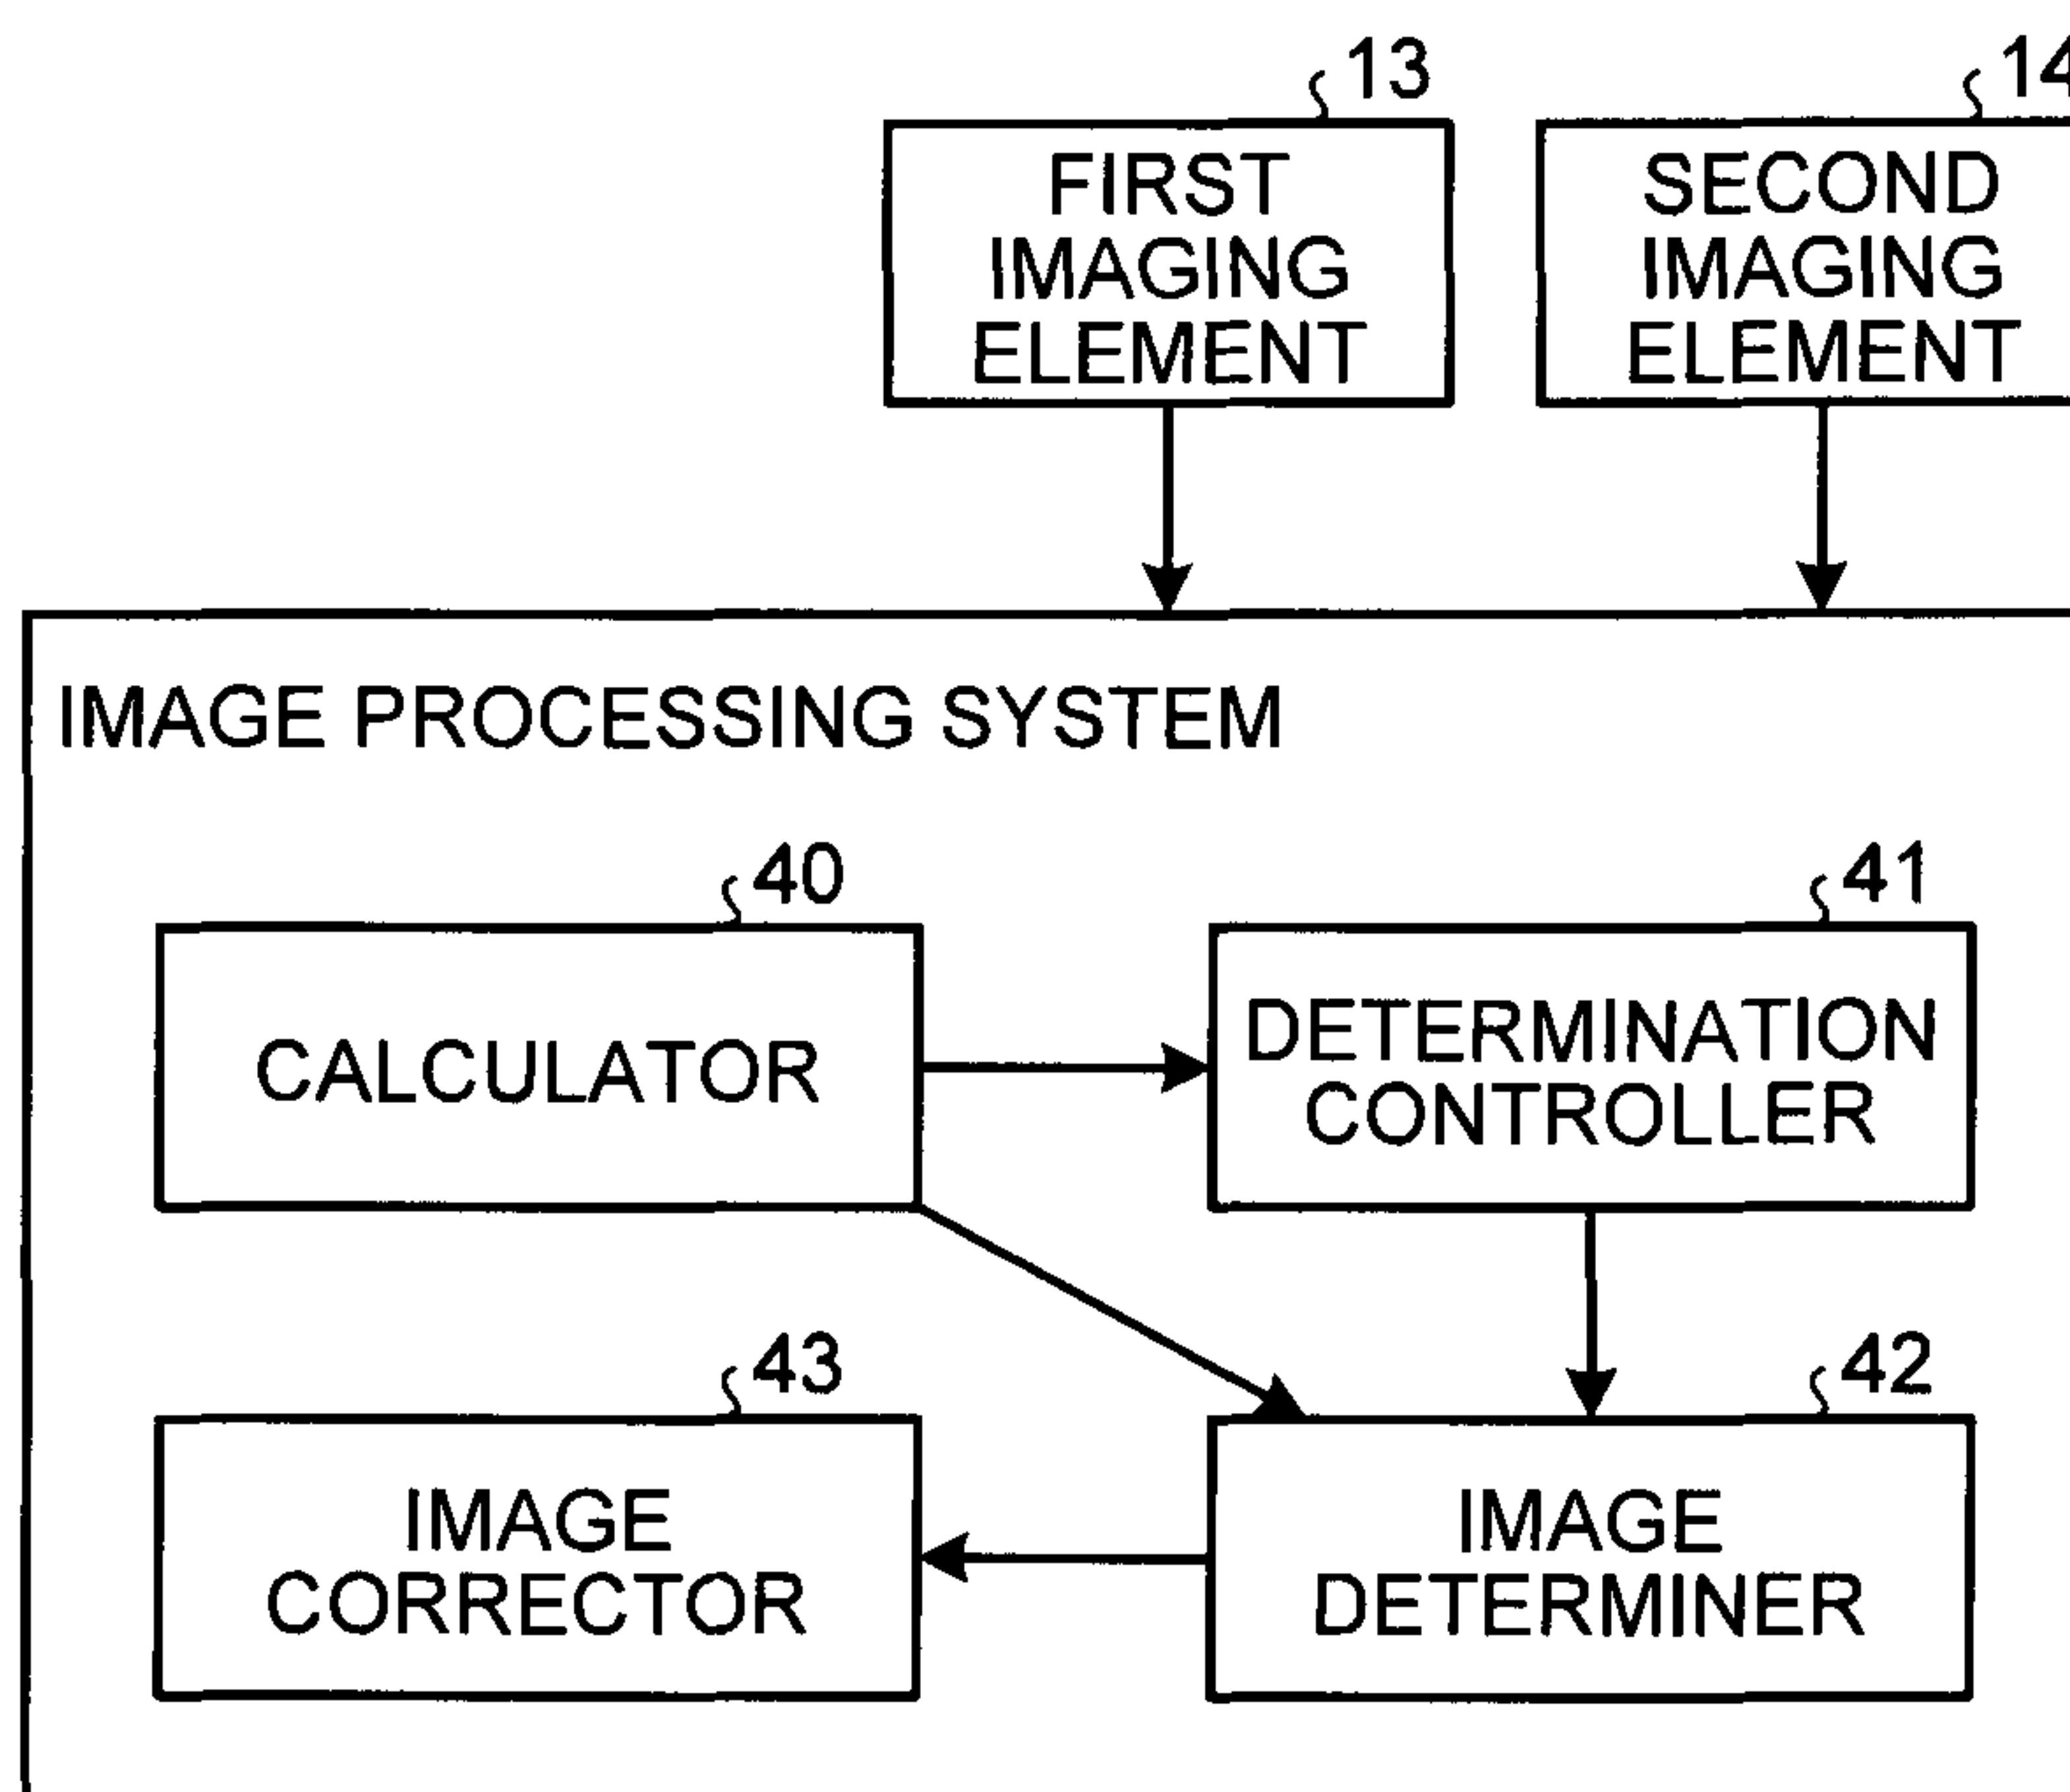 13
14
FIRST
IMAGING
ELEMENT
SECOND
IMAGING
ELEMENT
IMAGE PROCESSING SYSTEM
40
41
CALCULATOR
DETERMINATION
CONTROLLER
43
42
IMAGE
CORRECTOR
IMAGE
DETERMINER